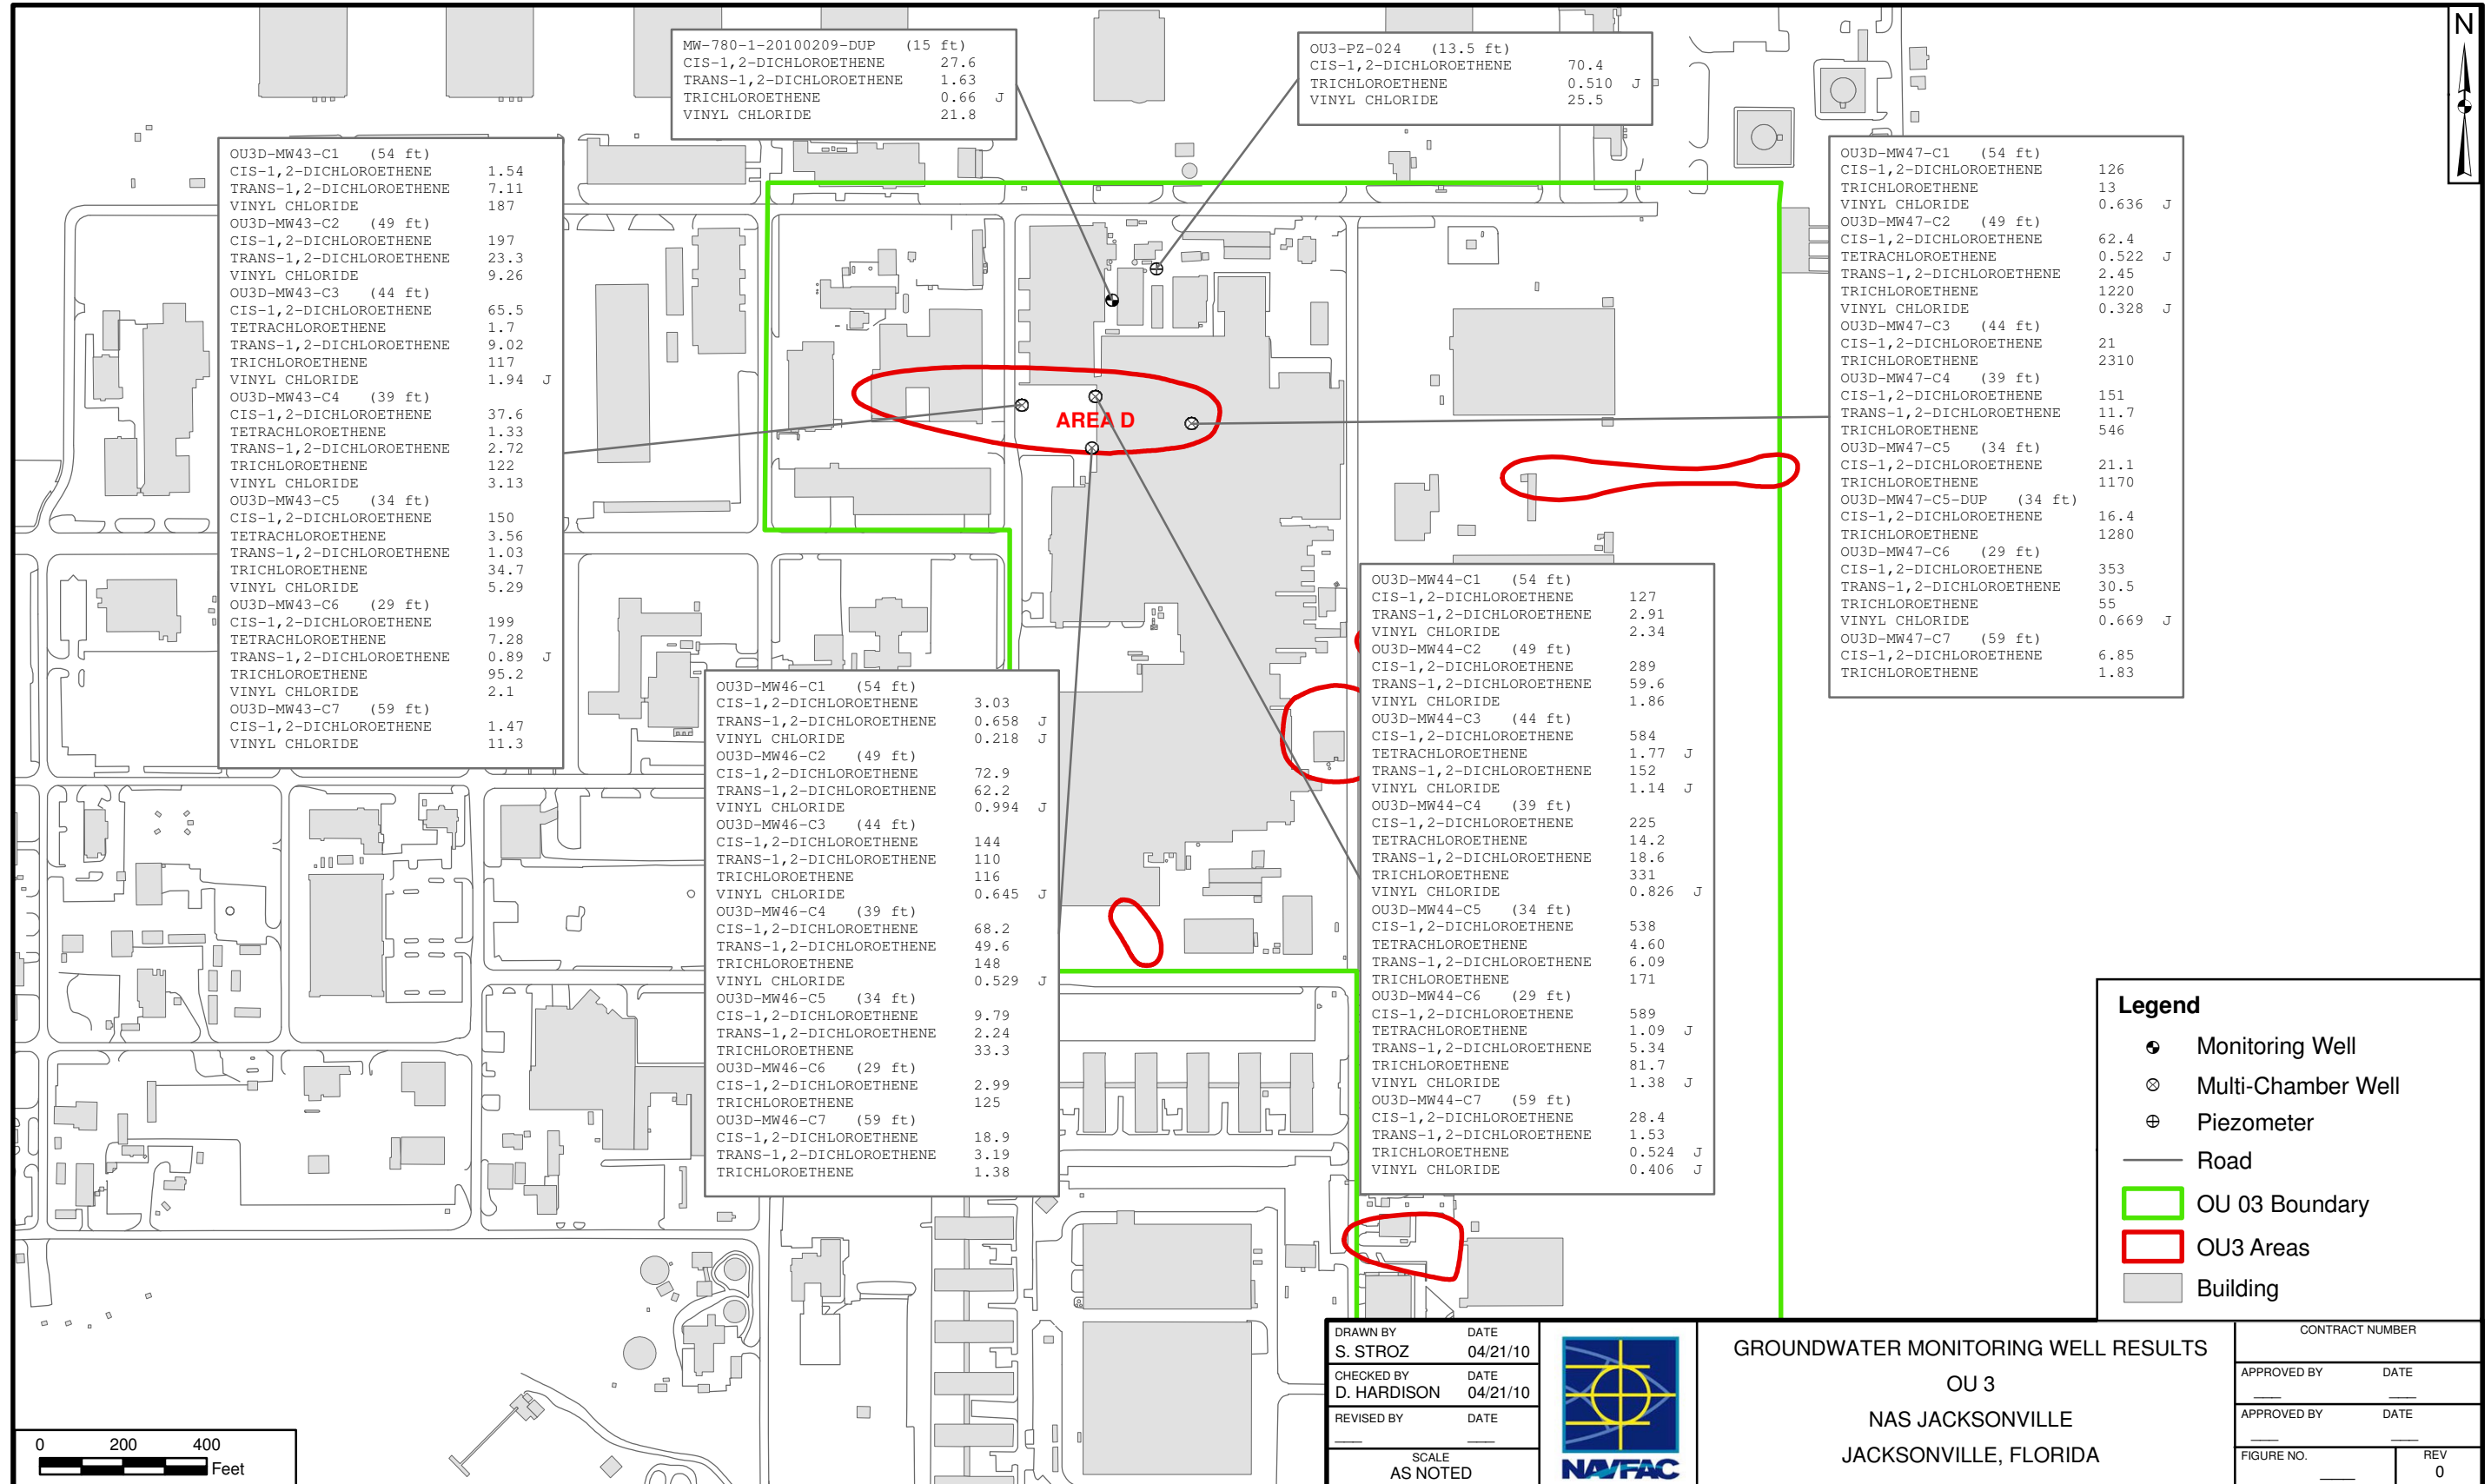 MW-780-1-20100209-DUP (15 ft)
CIS-1,2-DICHLOROETHENE 27.6
TRANS-1,2-DICHLOROETHENE 1.63
TRICHLOROETHENE 0.66 J
VINYL CHLORIDE 21.8
OU3-PZ-024 (13.5 ft)
CIS-1,2-DICHLOROETHENE 70.4
TRICHLOROETHENE 0.510 J
VINYL CHLORIDE 25.5
N
OU3D-MW43-C1 (54 ft)
CIS-1,2-DICHLOROETHENE 1.54
TRANS-1,2-DICHLOROETHENE 7.11
VINYL CHLORIDE 187
OU3D-MW43-C2 (49 ft)
CIS-1,2-DICHLOROETHENE 197
TRANS-1,2-DICHLOROETHENE 23.3
VINYL CHLORIDE 9.26
OU3D-MW43-C3 (44 ft)
CIS-1,2-DICHLOROETHENE 65.5
TETRACHLOROETHENE 1.7
TRANS-1,2-DICHLOROETHENE 9.02
TRICHLOROETHENE 117
VINYL CHLORIDE 1.94 J
OU3D-MW43-C4 (39 ft)
CIS-1,2-DICHLOROETHENE 37.6
TETRACHLOROETHENE 1.33
TRANS-1,2-DICHLOROETHENE 2.72
TRICHLOROETHENE 122
VINYL CHLORIDE 3.13
OU3D-MW43-C5 (34 ft)
CIS-1,2-DICHLOROETHENE 150
TETRACHLOROETHENE 3.56
TRANS-1,2-DICHLOROETHENE 1.03
TRICHLOROETHENE 34.7
VINYL CHLORIDE 5.29
OU3D-MW43-C6 (29 ft)
CIS-1,2-DICHLOROETHENE 199
TETRACHLOROETHENE 7.28
TRANS-1,2-DICHLOROETHENE 0.89 J
TRICHLOROETHENE 95.2
VINYL CHLORIDE 2.1
OU3D-MW43-C7 (59 ft)
CIS-1,2-DICHLOROETHENE 1.47
VINYL CHLORIDE 11.3
OU3D-MW47-C1 (54 ft)
CIS-1,2-DICHLOROETHENE 126
TRICHLOROETHENE 13
VINYL CHLORIDE 0.636 J
OU3D-MW47-C2 (49 ft)
CIS-1,2-DICHLOROETHENE 62.4
TETRACHLOROETHENE 0.522 J
TRANS-1,2-DICHLOROETHENE 2.45
TRICHLOROETHENE 1220
VINYL CHLORIDE 0.328 J
OU3D-MW47-C3 (44 ft)
CIS-1,2-DICHLOROETHENE 21
TRICHLOROETHENE 2310
OU3D-MW47-C4 (39 ft)
CIS-1,2-DICHLOROETHENE 151
TRANS-1,2-DICHLOROETHENE 11.7
TRICHLOROETHENE 546
OU3D-MW47-C5 (34 ft)
CIS-1,2-DICHLOROETHENE 21.1
TRICHLOROETHENE 1170
OU3D-MW47-C5-DUP (34 ft)
CIS-1,2-DICHLOROETHENE 16.4
TRICHLOROETHENE 1280
OU3D-MW47-C6 (29 ft)
CIS-1,2-DICHLOROETHENE 353
TRANS-1,2-DICHLOROETHENE 30.5
TRICHLOROETHENE 55
VINYL CHLORIDE 0.669 J
OU3D-MW47-C7 (59 ft)
CIS-1,2-DICHLOROETHENE 6.85
TRICHLOROETHENE 1.83
AREA D
OU3D-MW46-C1 (54 ft)
CIS-1,2-DICHLOROETHENE 3.03
TRANS-1,2-DICHLOROETHENE 0.658 J
VINYL CHLORIDE 0.218 J
OU3D-MW46-C2 (49 ft)
CIS-1,2-DICHLOROETHENE 72.9
TRANS-1,2-DICHLOROETHENE 62.2
VINYL CHLORIDE 0.994 J
OU3D-MW46-C3 (44 ft)
CIS-1,2-DICHLOROETHENE 144
TRANS-1,2-DICHLOROETHENE 110
TRICHLOROETHENE 116
VINYL CHLORIDE 0.645 J
OU3D-MW46-C4 (39 ft)
CIS-1,2-DICHLOROETHENE 68.2
TRANS-1,2-DICHLOROETHENE 49.6
TRICHLOROETHENE 148
VINYL CHLORIDE 0.529 J
OU3D-MW46-C5 (34 ft)
CIS-1,2-DICHLOROETHENE 9.79
TRANS-1,2-DICHLOROETHENE 2.24
TRICHLOROETHENE 33.3
OU3D-MW46-C6 (29 ft)
CIS-1,2-DICHLOROETHENE 2.99
TRICHLOROETHENE 125
OU3D-MW46-C7 (59 ft)
CIS-1,2-DICHLOROETHENE 18.9
TRANS-1,2-DICHLOROETHENE 3.19
TRICHLOROETHENE 1.38
OU3D-MW44-C1 (54 ft)
CIS-1,2-DICHLOROETHENE 127
TRANS-1,2-DICHLOROETHENE 2.91
VINYL CHLORIDE 2.34
OU3D-MW44-C2 (49 ft)
CIS-1,2-DICHLOROETHENE 289
TRANS-1,2-DICHLOROETHENE 59.6
VINYL CHLORIDE 1.86
OU3D-MW44-C3 (44 ft)
CIS-1,2-DICHLOROETHENE 584
TETRACHLOROETHENE 1.77 J
TRANS-1,2-DICHLOROETHENE 152
VINYL CHLORIDE 1.14 J
OU3D-MW44-C4 (39 ft)
CIS-1,2-DICHLOROETHENE 225
TETRACHLOROETHENE 14.2
TRANS-1,2-DICHLOROETHENE 18.6
TRICHLOROETHENE 331
VINYL CHLORIDE 0.826 J
OU3D-MW44-C5 (34 ft)
CIS-1,2-DICHLOROETHENE 538
TETRACHLOROETHENE 4.60
TRANS-1,2-DICHLOROETHENE 6.09
TRICHLOROETHENE 171
OU3D-MW44-C6 (29 ft)
CIS-1,2-DICHLOROETHENE 589
TETRACHLOROETHENE 1.09 J
TRANS-1,2-DICHLOROETHENE 5.34
TRICHLOROETHENE 81.7
VINYL CHLORIDE 1.38 J
OU3D-MW44-C7 (59 ft)
CIS-1,2-DICHLOROETHENE 28.4
TRANS-1,2-DICHLOROETHENE 1.53
TRICHLOROETHENE 0.524 J
VINYL CHLORIDE 0.406 J
Legend
Monitoring Well
Multi-Chamber Well
Piezometer
Road
OU 03 Boundary
OU3 Areas
Building
0 200 400
Feet
DRAWN BY DATE
S. STROZ 04/21/10
CHECKED BY DATE
D. HARDISON 04/21/10
REVISED BY DATE
___ ___
SCALE
AS NOTED
NAVFAC
GROUNDWATER MONITORING WELL RESULTS
OU 3
NAS JACKSONVILLE
JACKSONVILLE, FLORIDA
CONTRACT NUMBER
APPROVED BY DATE
___ ___
APPROVED BY DATE
___ ___
FIGURE NO. REV
___ 0